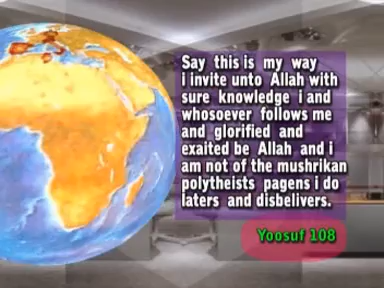 Say this is my way
i invite unto Allah with
sure knowledge i and
whosoever follows me
and glorified and
exaited be Allah and i
am not of the mushrikan
polytheists pagens i do
laters and disbelivers.
Yoosuf 108